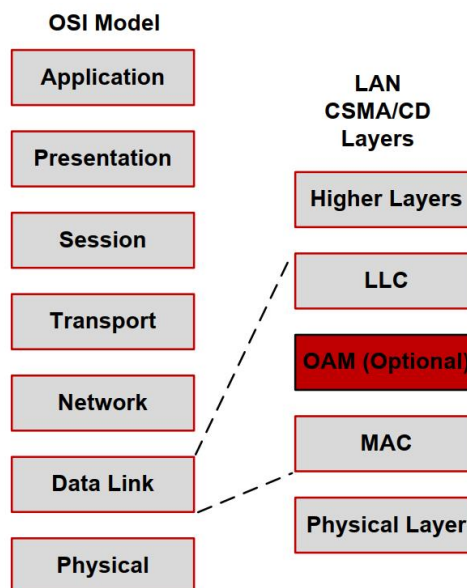 OSI Model
Application
Presentation
Session
Transport
Network
Data Link
Physical
LAN
CSMA/CD
Layers
Higher Layers
LLC
OAM (Optional)
MAC
Physical Layer